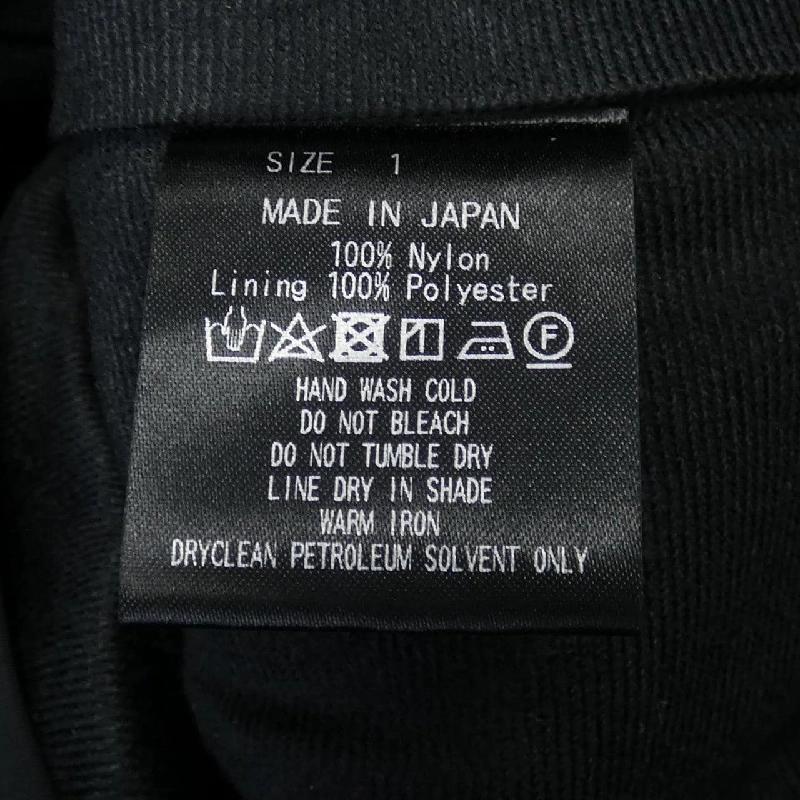 SIZE 1
MADE IN JAPAN
100% Nylon
Lining 100% Polyester
F
HAND WASH COLD
DO NOT BLEACH
DO NOT TUMBLE DRY
LINE DRY IN SHADE
WARM IRON
DRYCLEAN PETROLEUM SOLVENT ONLY